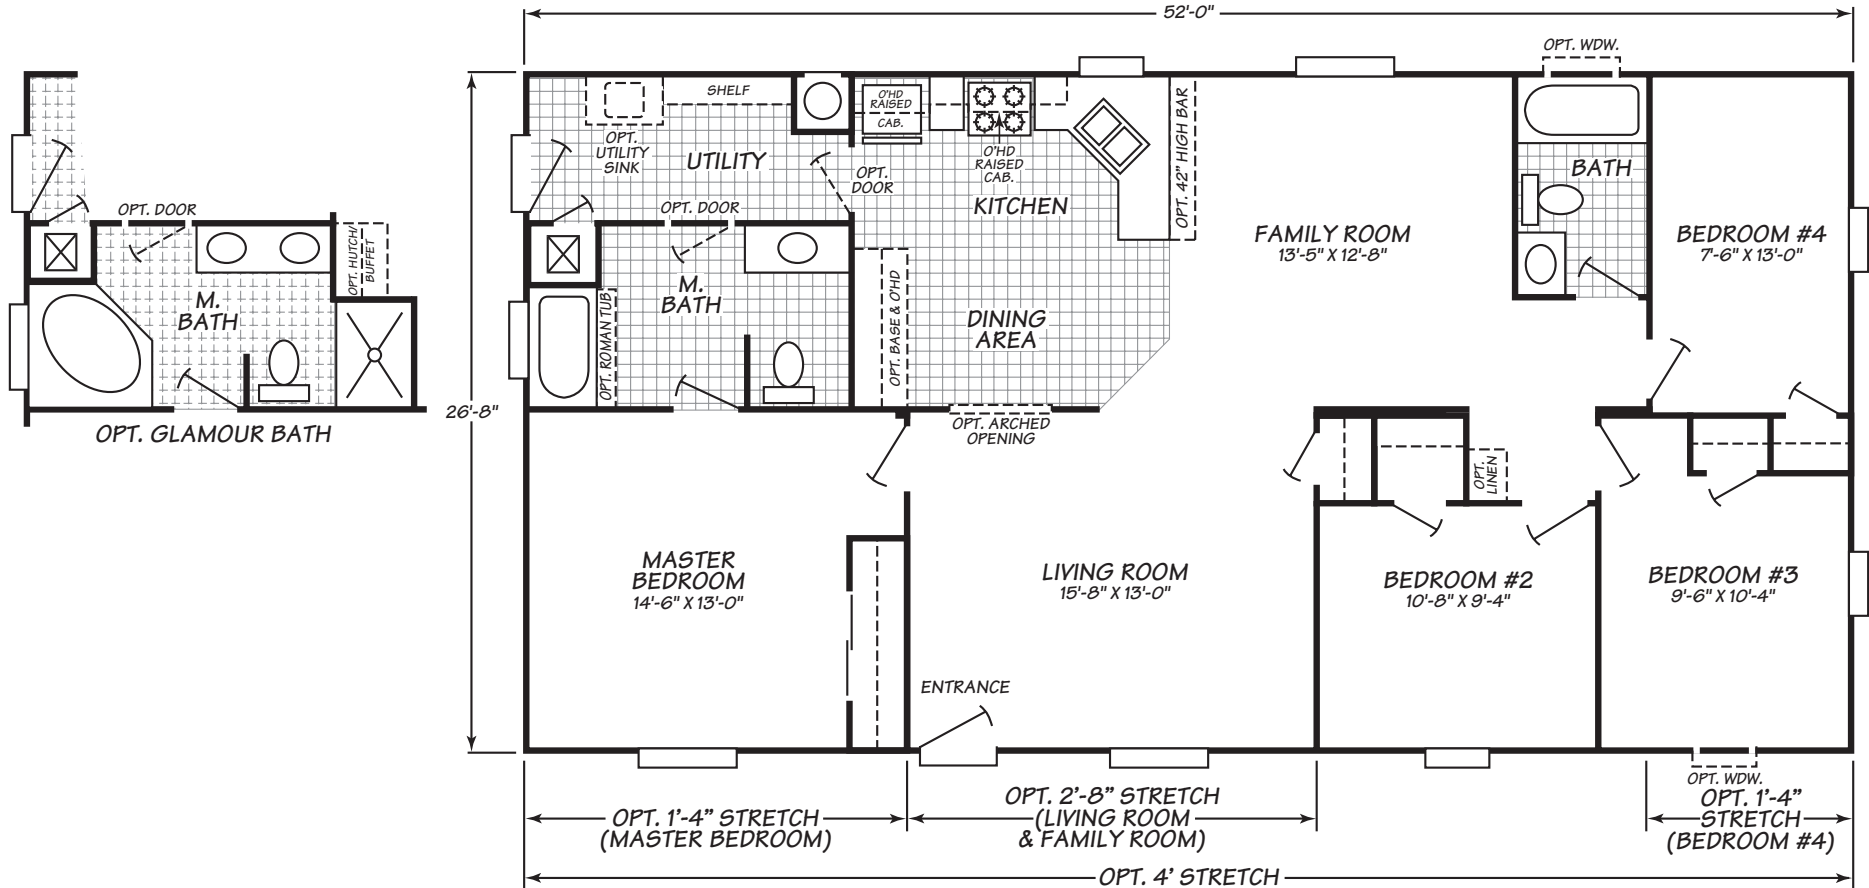 52'-0"
OPT. WDW.
SHELF
O'HD
RAISED
CAB.
OPT.
UTILITY
SINK
UTILITY
O'HD
RAISED
CAB.
OPT. 42" HIGH BAR
BATH
OPT.
DOOR
KITCHEN
OPT. DOOR
OPT. DOOR
FAMILY ROOM
13'-5" X 12'-8"
BEDROOM #4
7'-6" X 13'-0"
OPT. HUTCH/
BUFFET
M.
BATH
M.
BATH
OPT. ROMAN TUB
OPT. BASE & O'HD
DINING
AREA
26'-8"
OPT. GLAMOUR BATH
OPT. ARCHED
OPENING
OPT.
LINEN
MASTER
BEDROOM
14'-6" X 13'-0"
LIVING ROOM
15'-8" X 13'-0"
BEDROOM #2
10'-8" X 9'-4"
BEDROOM #3
9'-6" X 10'-4"
ENTRANCE
OPT. WDW.
OPT. 1'-4” STRETCH
(MASTER BEDROOM)
OPT. 2'-8” STRETCH
(LIVING ROOM
& FAMILY ROOM)
OPT. 1'-4”
STRETCH
(BEDROOM #4)
OPT. 4' STRETCH